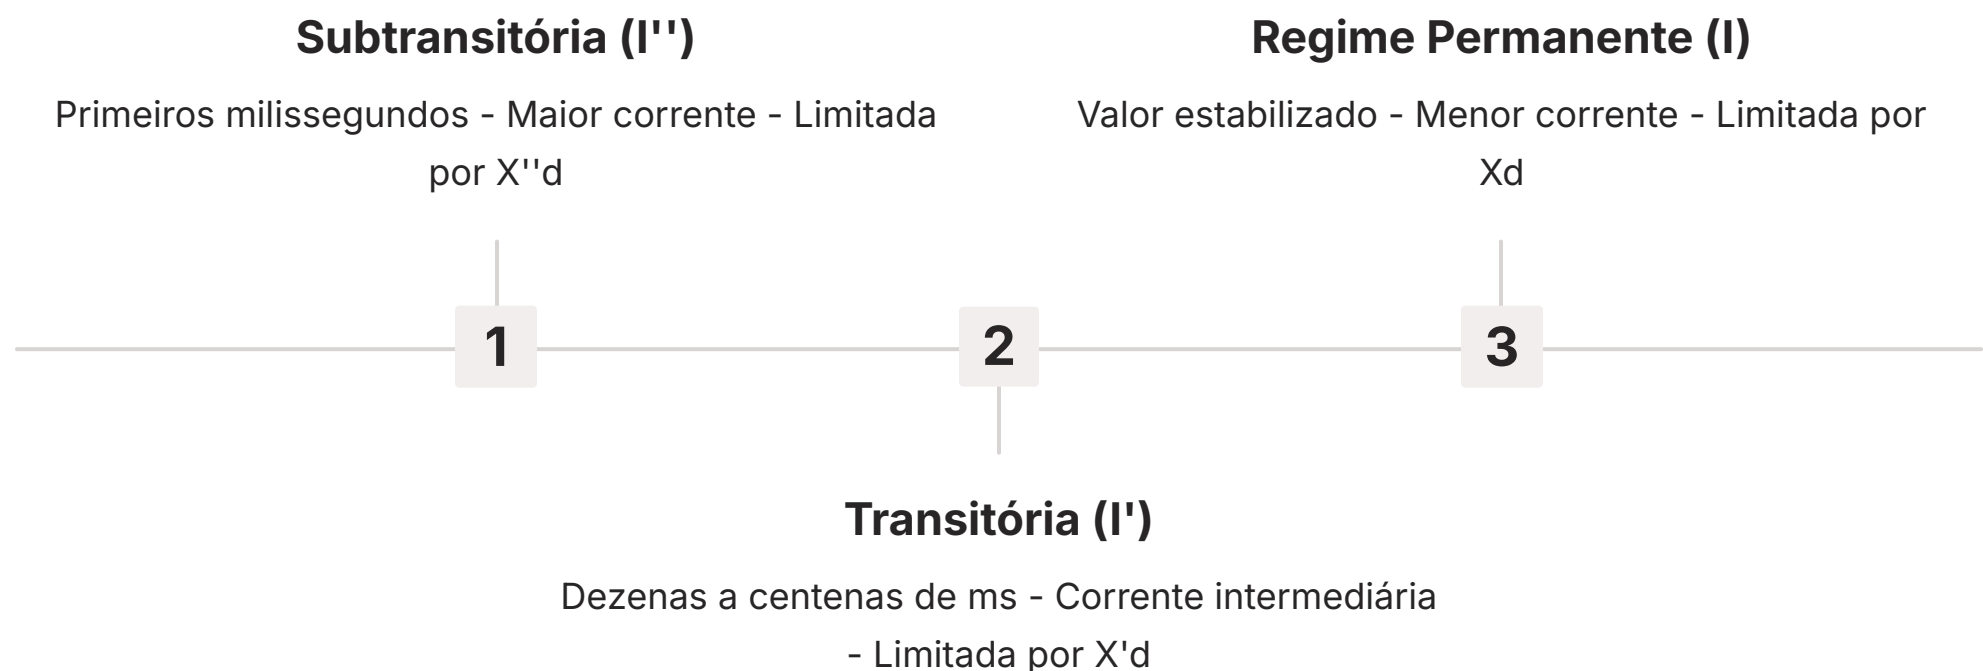 Subtransitória (I'')
Primeiros milissegundos - Maior corrente - Limitada
por X''d
Regime Permanente (I)
Valor estabilizado - Menor corrente - Limitada por
Xd
1
2
3
Transitória (I')
Dezenas a centenas de ms - Corrente intermediária
- Limitada por X'd